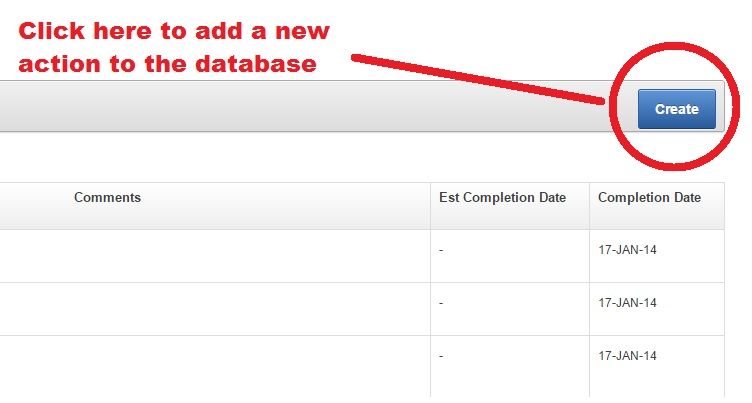 Click here to add a new
action to the database
Create
Comments Est Completion Date Completion Date
- 17-JAN-14
- 17-JAN-14
- 17-JAN-14